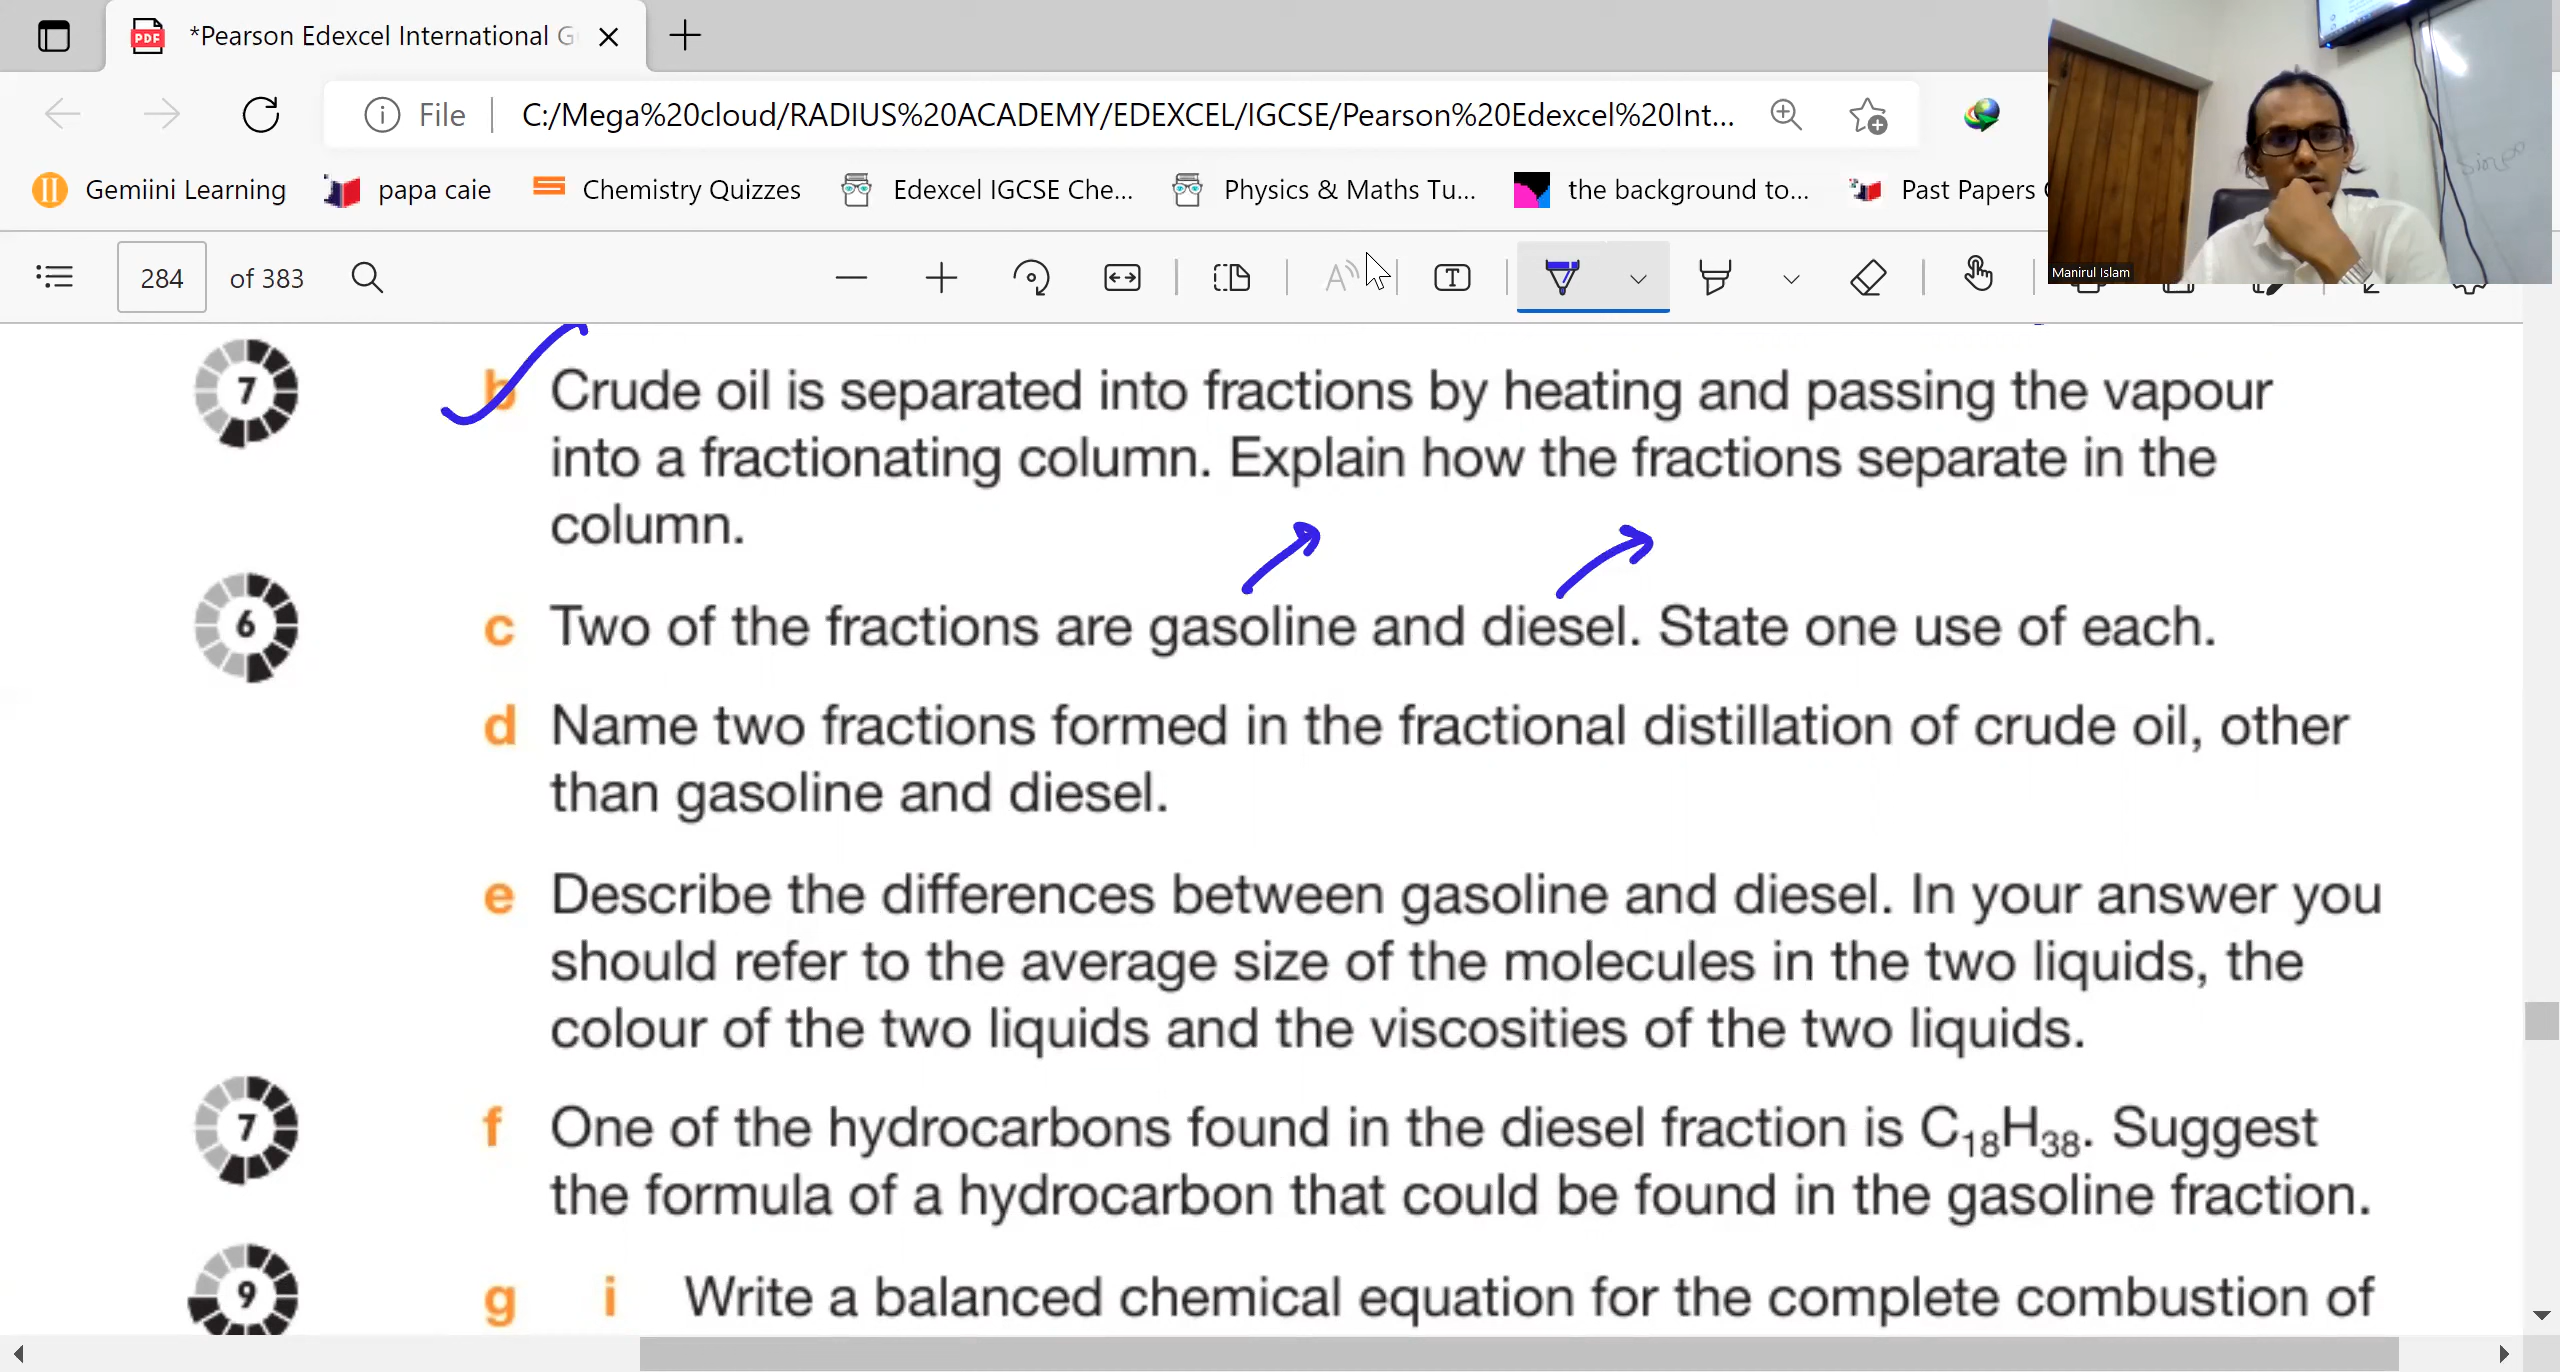 *Pearson Edexcel International G
File
C:/Mega%20cloud/RADIUS%20ACADEMY/EDEXCEL/IGCSE/Pearson%20Edexcel%20Int...
Gemiini Learning
papa caie
Chemistry Quizzes
Edexcel IGCSE Che...
Physics & Maths Tu...
the background to...
Past Papers
Manirul Islam
284 of 383
7
b Crude oil is separated into fractions by heating and passing the vapour
into a fractionating column. Explain how the fractions separate in the
column.
6
c Two of the fractions are gasoline and diesel. State one use of each.
d Name two fractions formed in the fractional distillation of crude oil, other
than gasoline and diesel.
e Describe the differences between gasoline and diesel. In your answer you
should refer to the average size of the molecules in the two liquids, the
colour of the two liquids and the viscosities of the two liquids.
7
f One of the hydrocarbons found in the diesel fraction is C₁₈H₃₈. Suggest
the formula of a hydrocarbon that could be found in the gasoline fraction.
9
g i Write a balanced chemical equation for the complete combustion of